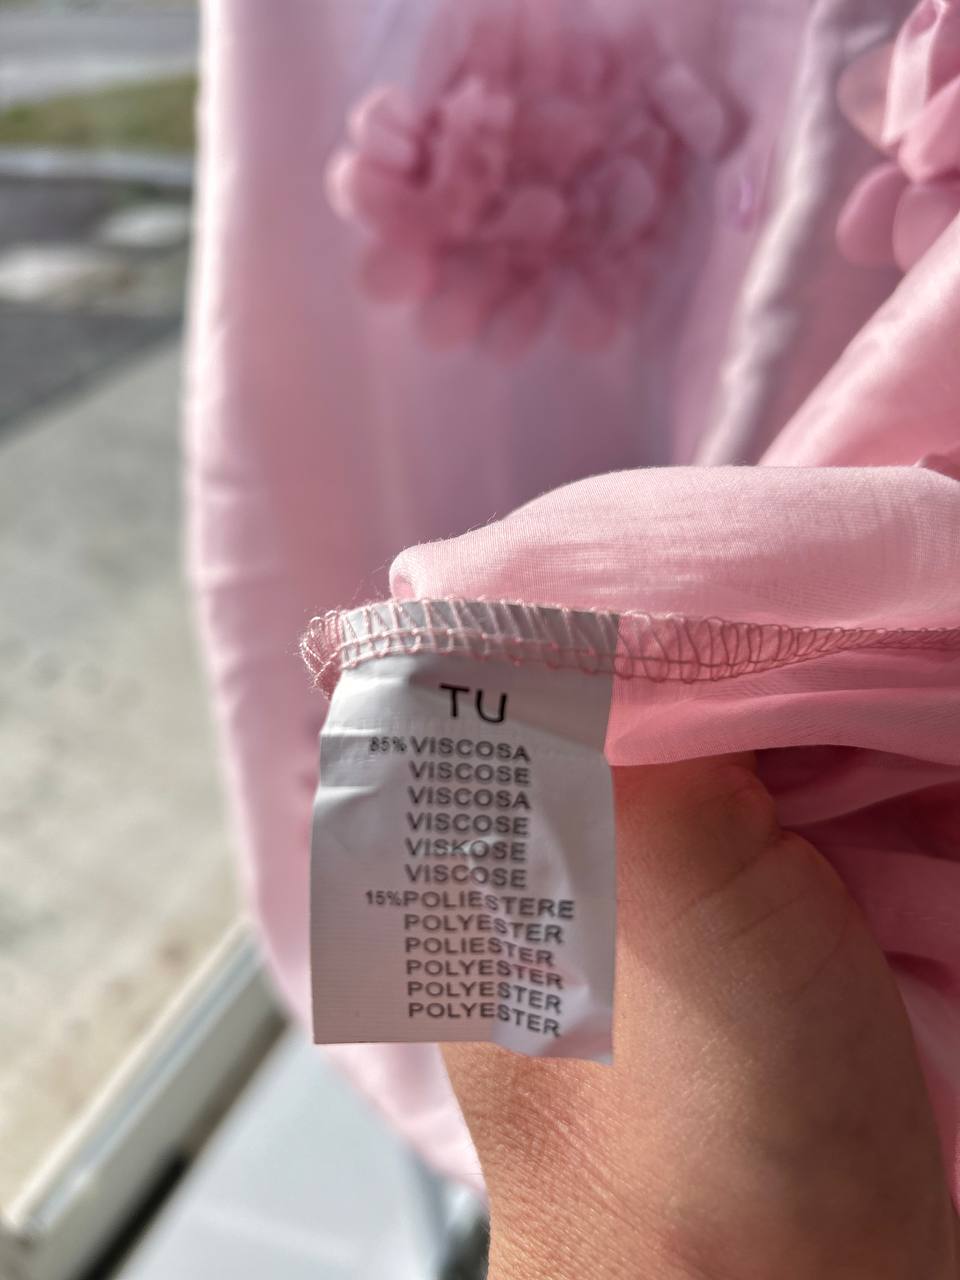 TU
85% VISCOSA
VISCOSE
VISCOSA
VISCOSE
VISKOSE
VISCOSE
15% POLIESTERE
POLYESTER
POLIESTER
POLYESTER
POLYESTER
POLYESTER